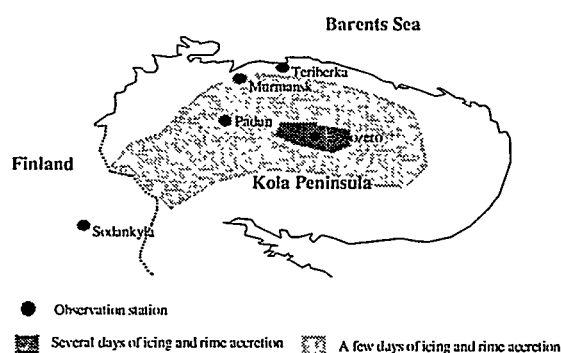 Barents Sea
Teriberka
Murmansk
Padun
Finland
Kola Peninsula
Sodankyla
Observation station
Several days of icing and rime accretion
A few days of icing and rime accretion